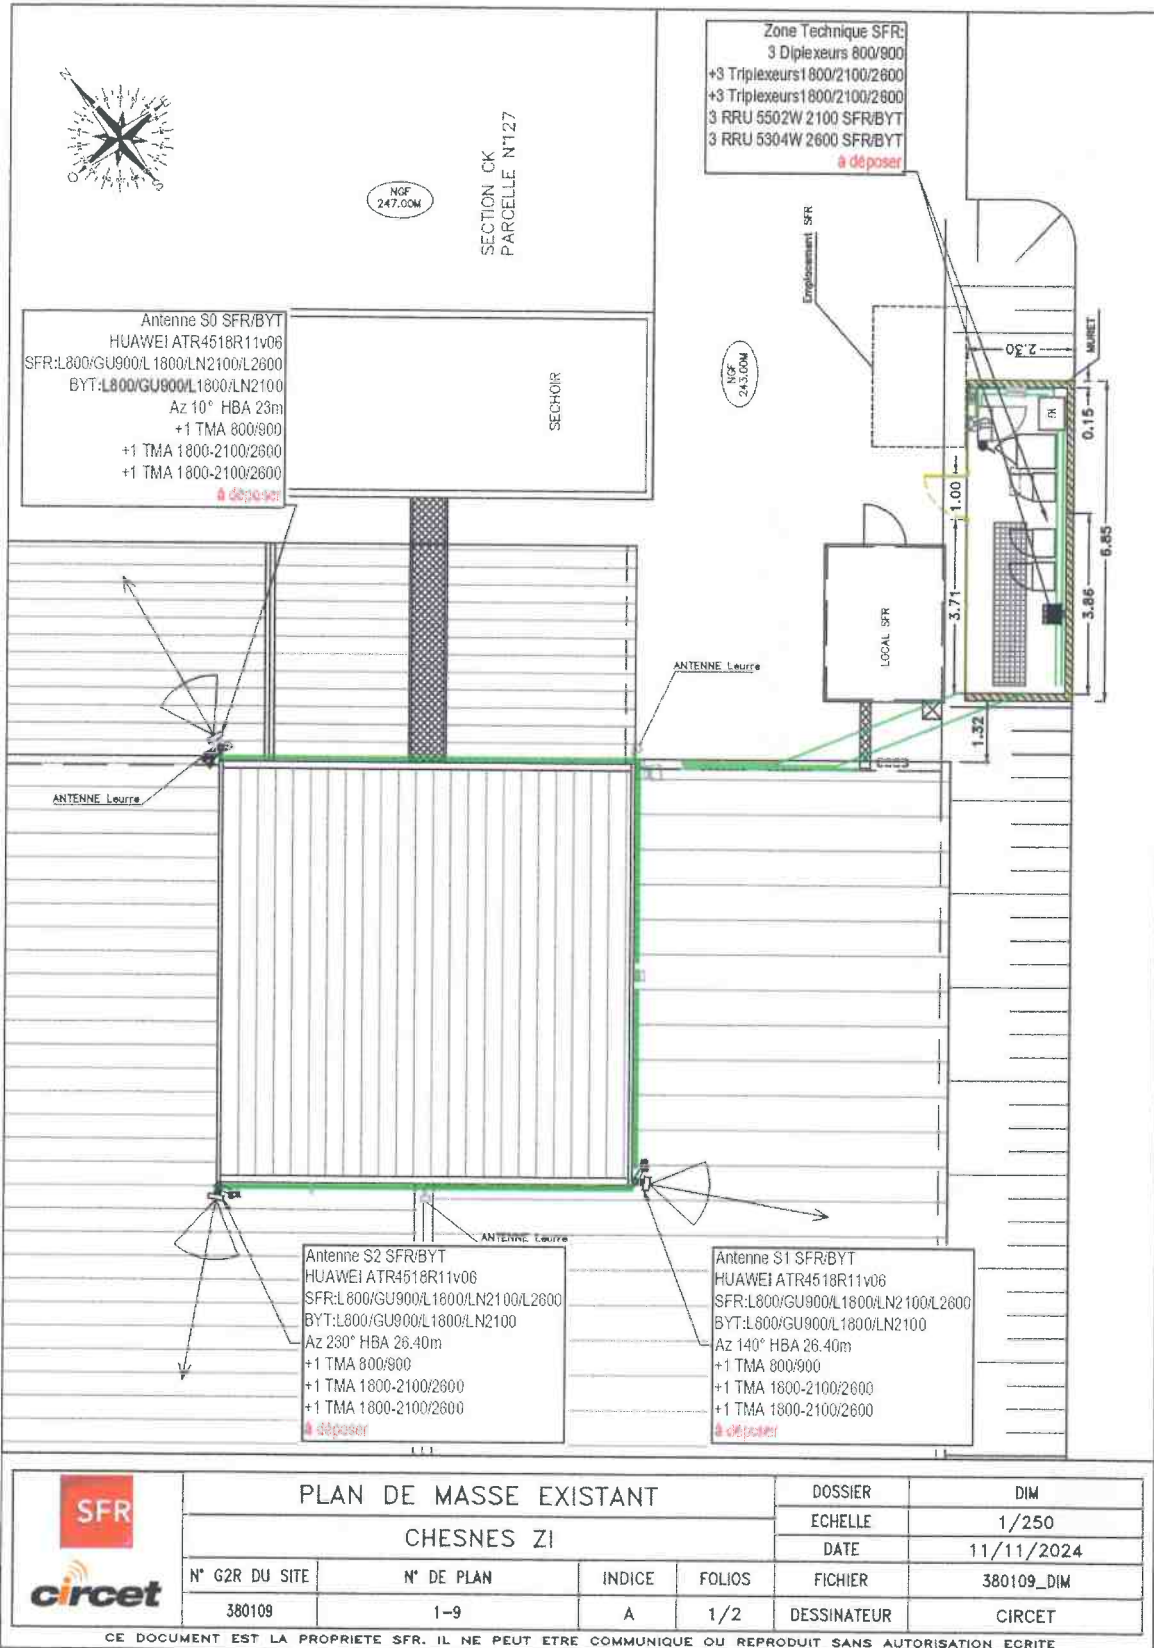 Zone Technique SFR:
3 Diplexeurs 800/900
+3 Triplexeurs1800/2100/2600
+3 Triplexeurs1800/2100/2600
3 RRU 5502W 2100 SFR/BYT
3 RRU 5304W 2600 SFR/BYT
à déposer
N
E
O
S
NGF
247.00M
SECTION CK
PARCELLE N°127
Emplacement SFR
Antenne S0 SFR/BYT
HUAWEI ATR4518R11v06
SFR:L800/GU900/L1800/LN2100/L2600
BYT:L800/GU900/L1800/LN2100
Az 10° HBA 23m
+1 TMA 800/900
+1 TMA 1800-2100/2600
+1 TMA 1800-2100/2600
à déposer
SECHOIR
NGF
243.00M
2.30
MURET
0.15
1.00
6.85
3.71
3.86
LOCAL SFR
1.32
ANTENNE Leurre
ANTENNE Leurre
ANTENNE Leurre
Antenne S2 SFR/BYT
HUAWEI ATR4518R11v06
SFR:L800/GU900/L1800/LN2100/L2600
BYT:L800/GU900/L1800/LN2100
Az 230° HBA 26.40m
+1 TMA 800/900
+1 TMA 1800-2100/2600
+1 TMA 1800-2100/2600
à déposer
Antenne S1 SFR/BYT
HUAWEI ATR4518R11v06
SFR:L800/GU900/L1800/LN2100/L2600
BYT:L800/GU900/L1800/LN2100
Az 140° HBA 26.40m
+1 TMA 800/900
+1 TMA 1800-2100/2600
+1 TMA 1800-2100/2600
à déposer
SFR
circet
PLAN DE MASSE EXISTANT
CHESNES ZI
DOSSIER DIM
ECHELLE 1/250
DATE 11/11/2024
N° G2R DU SITE N° DE PLAN INDICE FOLIOS FICHIER 380109_DIM
380109 1-9 A 1/2 DESSINATEUR CIRCET
CE DOCUMENT EST LA PROPRIETE SFR. IL NE PEUT ETRE COMMUNIQUE OU REPRODUIT SANS AUTORISATION ECRITE